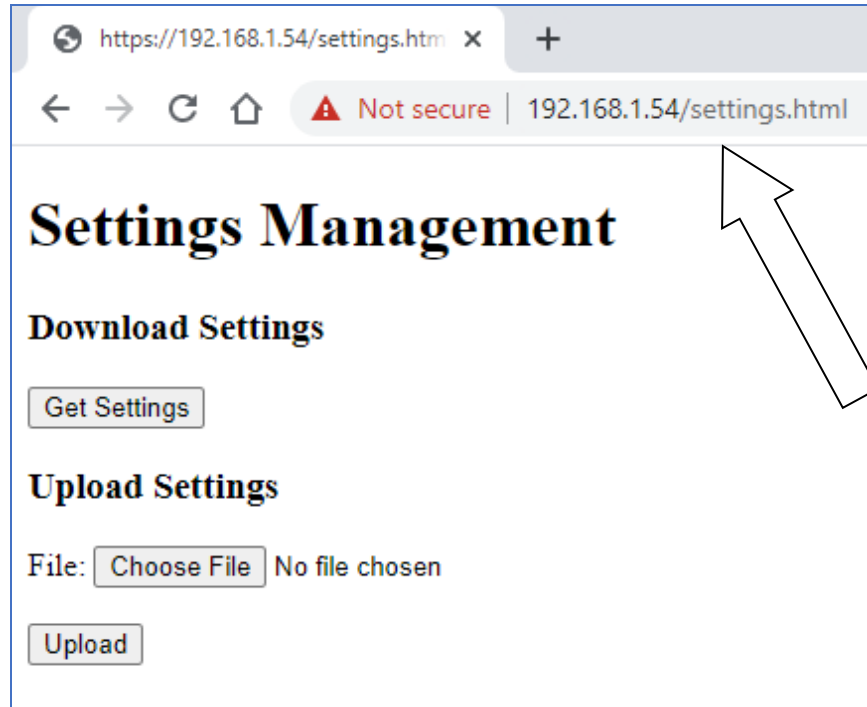 https://192.168.1.54/settings.htm
Not secure | 192.168.1.54/settings.html
Settings Management
Download Settings
Get Settings
Upload Settings
File: Choose File No file chosen
Upload